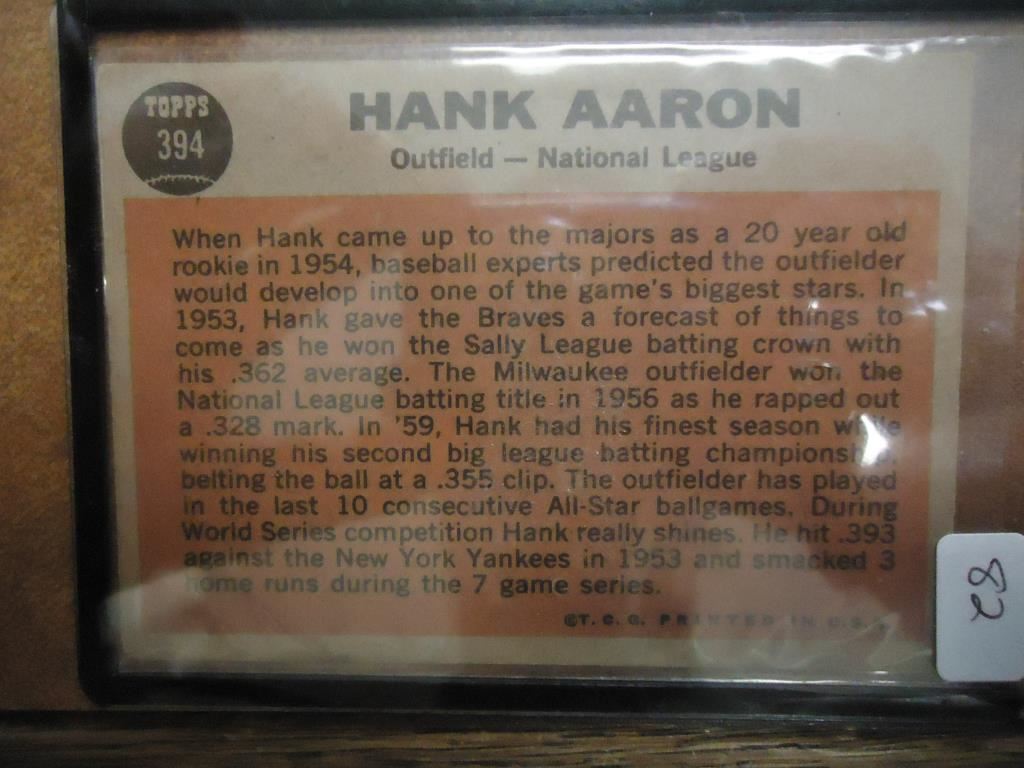 TOPPS
394
HANK AARON
Outfield — National League
When Hank came up to the majors as a 20 year old
rookie in 1954, baseball experts predicted the outfielder
would develop into one of the game's biggest stars. In
1953, Hank gave the Braves a forecast of things to
come as he won the Sally League batting crown with
his .362 average. The Milwaukee outfielder won the
National League batting title in 1956 as he rapped out
a .328 mark. In '59, Hank had his finest season while
winning his second big league batting championship,
belting the ball at a .355 clip. The outfielder has played
in the last 10 consecutive All-Star ballgames. During
World Series competition Hank really shines. He hit .393
against the New York Yankees in 1953 and smacked 3
home runs during the 7 game series.
©T. C. G. PRINTED IN U.S.A.
82